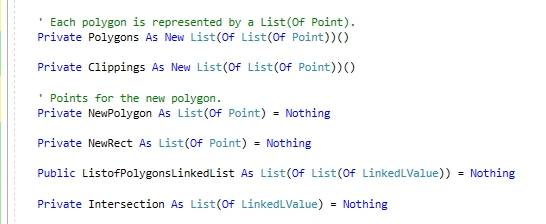 ' Each polygon is represented by a List(Of Point).
Private Polygons As New List(Of List(Of Point))()
Private Clippings As New List(Of List(Of Point))()
' Points for the new polygon.
Private NewPolygon As List(Of Point) = Nothing
Private NewRect As List(Of Point) = Nothing
Public ListofPolygonsLinkedList As List(Of List(Of LinkedLValue)) = Nothing
Private Intersection As List(Of LinkedLValue) = Nothing